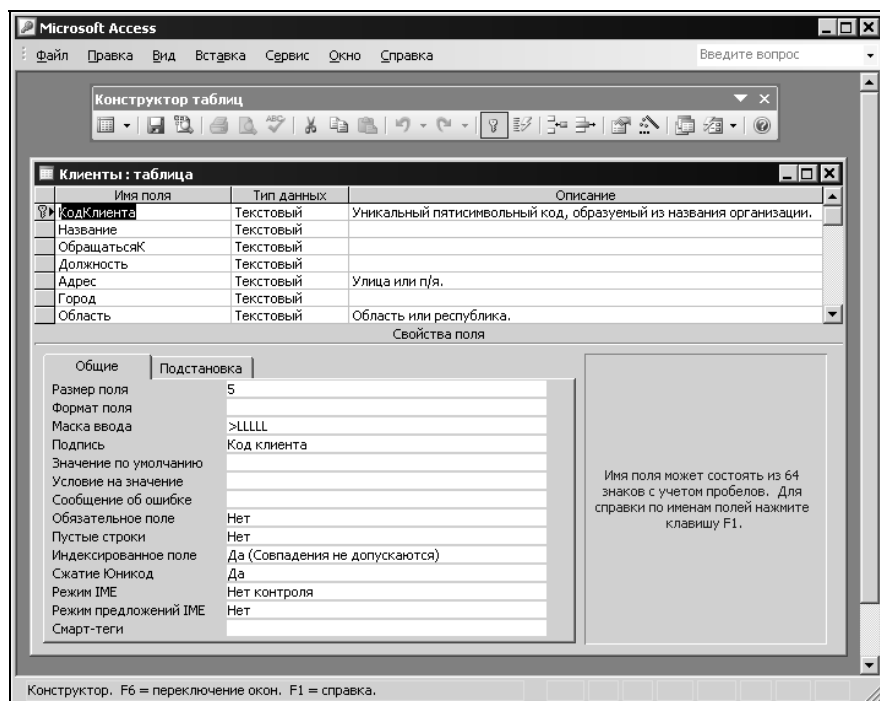 Microsoft Access
Файл Правка Вид Вставка Сервис Окно Справка Введите вопрос
Конструктор таблиц
Клиенты : таблица
Имя поля Тип данных Описание
КодКлиента Текстовый Уникальный пятисимвольный код, образуемый из названия организации.
Название Текстовый
ОбращатьсяК Текстовый
Должность Текстовый
Адрес Текстовый Улица или п/я.
Город Текстовый
Область Текстовый Область или республика.
Свойства поля
Общие Подстановка
Размер поля 5
Формат поля
Маска ввода >LLLLL
Подпись Код клиента
Значение по умолчанию
Условие на значение
Сообщение об ошибке
Обязательное поле Нет
Пустые строки Нет
Индексированное поле Да (Совпадения не допускаются)
Сжатие Юникод Да
Режим IME Нет контроля
Режим предложений IME Нет
Смарт-теги
Имя поля может состоять из 64
знаков с учетом пробелов. Для
справки по именам полей нажмите
клавишу F1.
Конструктор. F6 = переключение окон. F1 = справка.